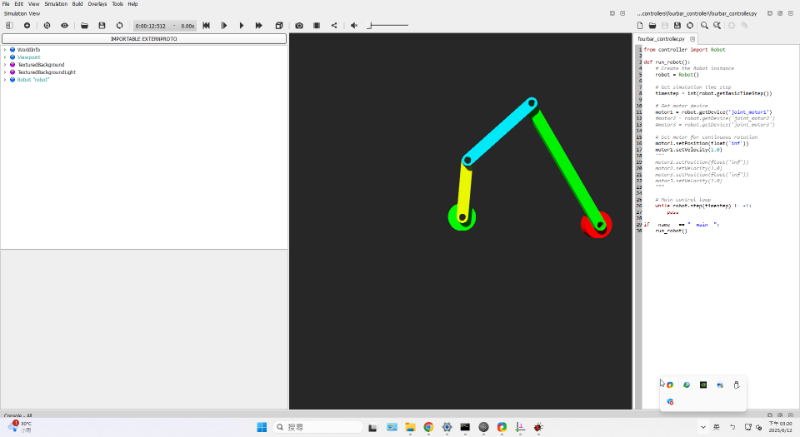 File Edit View Simulation Build Overlays Tools Help
Simulation View
0:00:12:512 - 0.00x
IMPORTABLE EXTERNPROTO
WorldInfo
Viewpoint
TexturedBackground
TexturedBackgroundLight
Robot "robot"
...controllers\fourbar_controller\fourbar_controller.py
fourbar_controller.py
1 from controller import Robot
2
3 def run_robot():
4 # Create the Robot instance
5 robot = Robot()
6
7 # Get simulation time step
8 timestep = int(robot.getBasicTimeStep())
9
10 # Get motor device
11 motor1 = robot.getDevice("joint_motor1")
12 #motor2 = robot.getDevice("joint_motor2")
13 #motor3 = robot.getDevice("joint_motor3")
14
15 # Set motor for continuous rotation
16 motor1.setPosition(float('inf'))
17 motor1.setVelocity(1.0)
18 """
19 motor2.setPosition(float('inf'))
20 motor2.setVelocity(1.0)
21 motor3.setPosition(float('inf'))
22 motor3.setVelocity(1.0)
23 """
24
25 # Main control loop
26 while robot.step(timestep) != -1:
27 pass
28
29 if __name__ == "__main__":
30 run_robot()
Console - All
30°C
搜尋
英
下午 03:20
2025/6/12